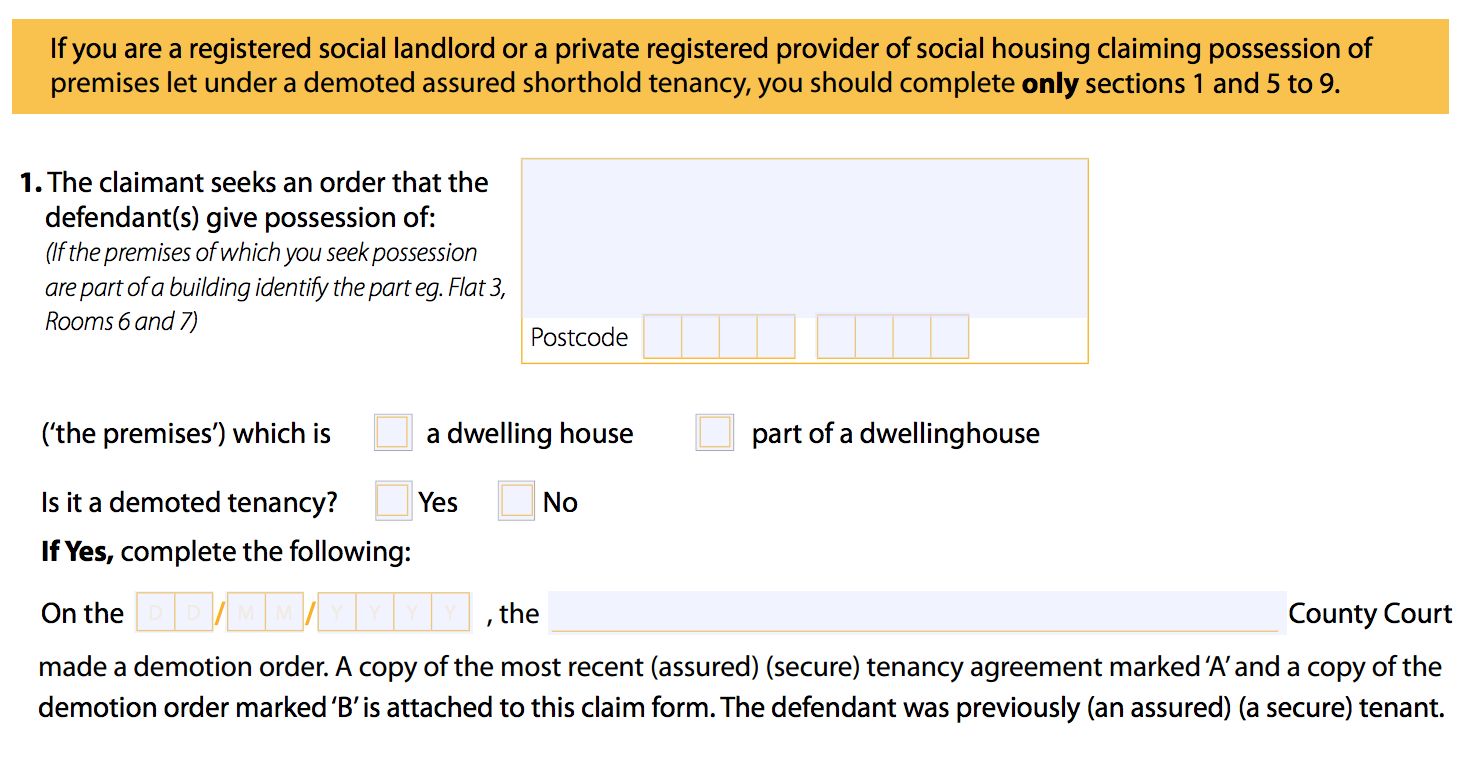 If you are a registered social landlord or a private registered provider of social housing claiming possession of
premises let under a demoted assured shorthold tenancy, you should complete only sections 1 and 5 to 9.
1. The claimant seeks an order that the
defendant(s) give possession of:
(If the premises of which you seek possession
are part of a building identify the part eg. Flat 3,
Rooms 6 and 7)
Postcode
(‘the premises’) which is a dwelling house part of a dwellinghouse
Is it a demoted tenancy? Yes No
If Yes, complete the following:
On the D D / M M / Y Y Y Y , the County Court
made a demotion order. A copy of the most recent (assured) (secure) tenancy agreement marked ‘A’ and a copy of the
demotion order marked ‘B’ is attached to this claim form. The defendant was previously (an assured) (a secure) tenant.